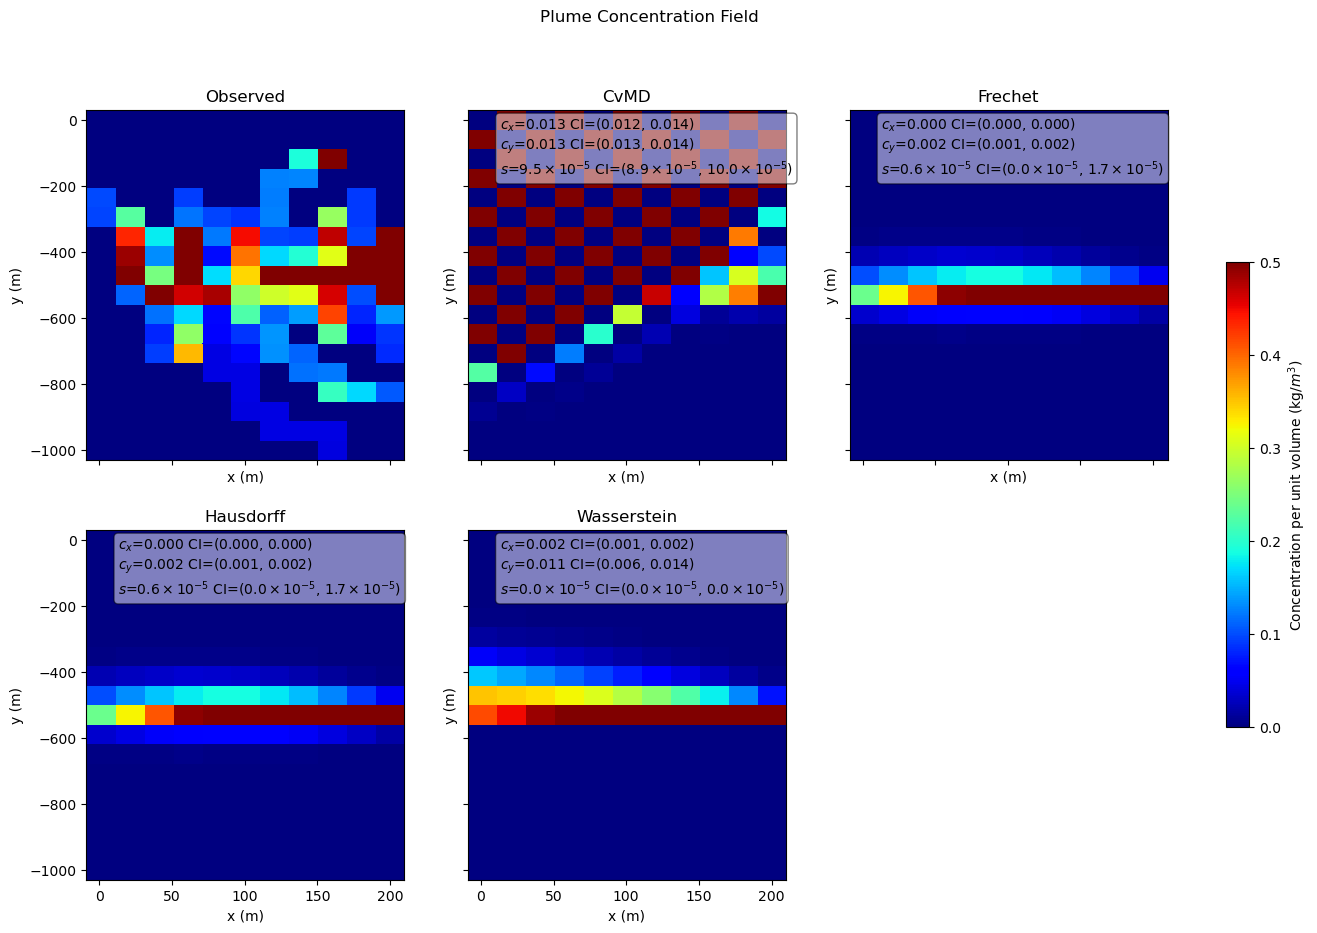 Plume Concentration Field
Observed
CvMD
Frechet
0
−200
−400
−600
−800
−1000
y (m)
x (m)
$c_x$=0.013 CI=(0.012, 0.014)
$c_y$=0.013 CI=(0.013, 0.014)
$s$=9.5 × 10⁻⁵ CI=(8.9 × 10⁻⁵, 10.0 × 10⁻⁵)
y (m)
x (m)
$c_x$=0.000 CI=(0.000, 0.000)
$c_y$=0.002 CI=(0.001, 0.002)
$s$=0.6 × 10⁻⁵ CI=(0.0 × 10⁻⁵, 1.7 × 10⁻⁵)
y (m)
x (m)
Hausdorff
Wasserstein
0
−200
−400
−600
−800
−1000
y (m)
$c_x$=0.000 CI=(0.000, 0.000)
$c_y$=0.002 CI=(0.001, 0.002)
$s$=0.6 × 10⁻⁵ CI=(0.0 × 10⁻⁵, 1.7 × 10⁻⁵)
0 50 100 150 200
x (m)
y (m)
$c_x$=0.002 CI=(0.001, 0.002)
$c_y$=0.011 CI=(0.006, 0.014)
$s$=0.0 × 10⁻⁵ CI=(0.0 × 10⁻⁵, 0.0 × 10⁻⁵)
0 50 100 150 200
x (m)
0.5
0.4
0.3
0.2
0.1
0.0
Concentration per unit volume (kg/$m^3$)